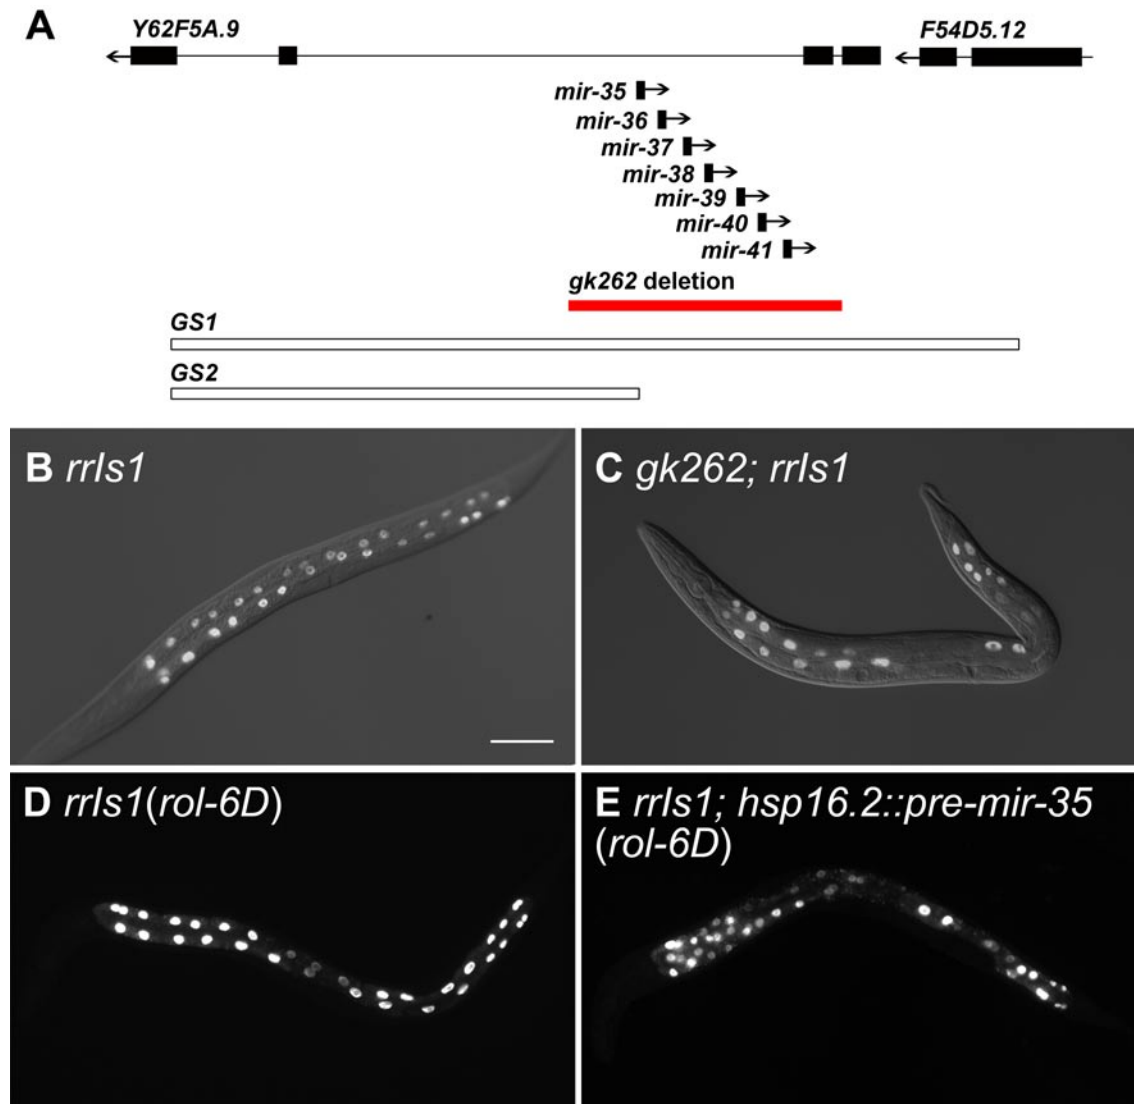 A
Y62F5A.9
F54D5.12
mir-35
mir-36
mir-37
mir-38
mir-39
mir-40
mir-41
gk262 deletion
GS1
GS2
B rrIs1
C gk262; rrIs1
D rrIs1(rol-6D)
E rrIs1; hsp16.2::pre-mir-35
(rol-6D)